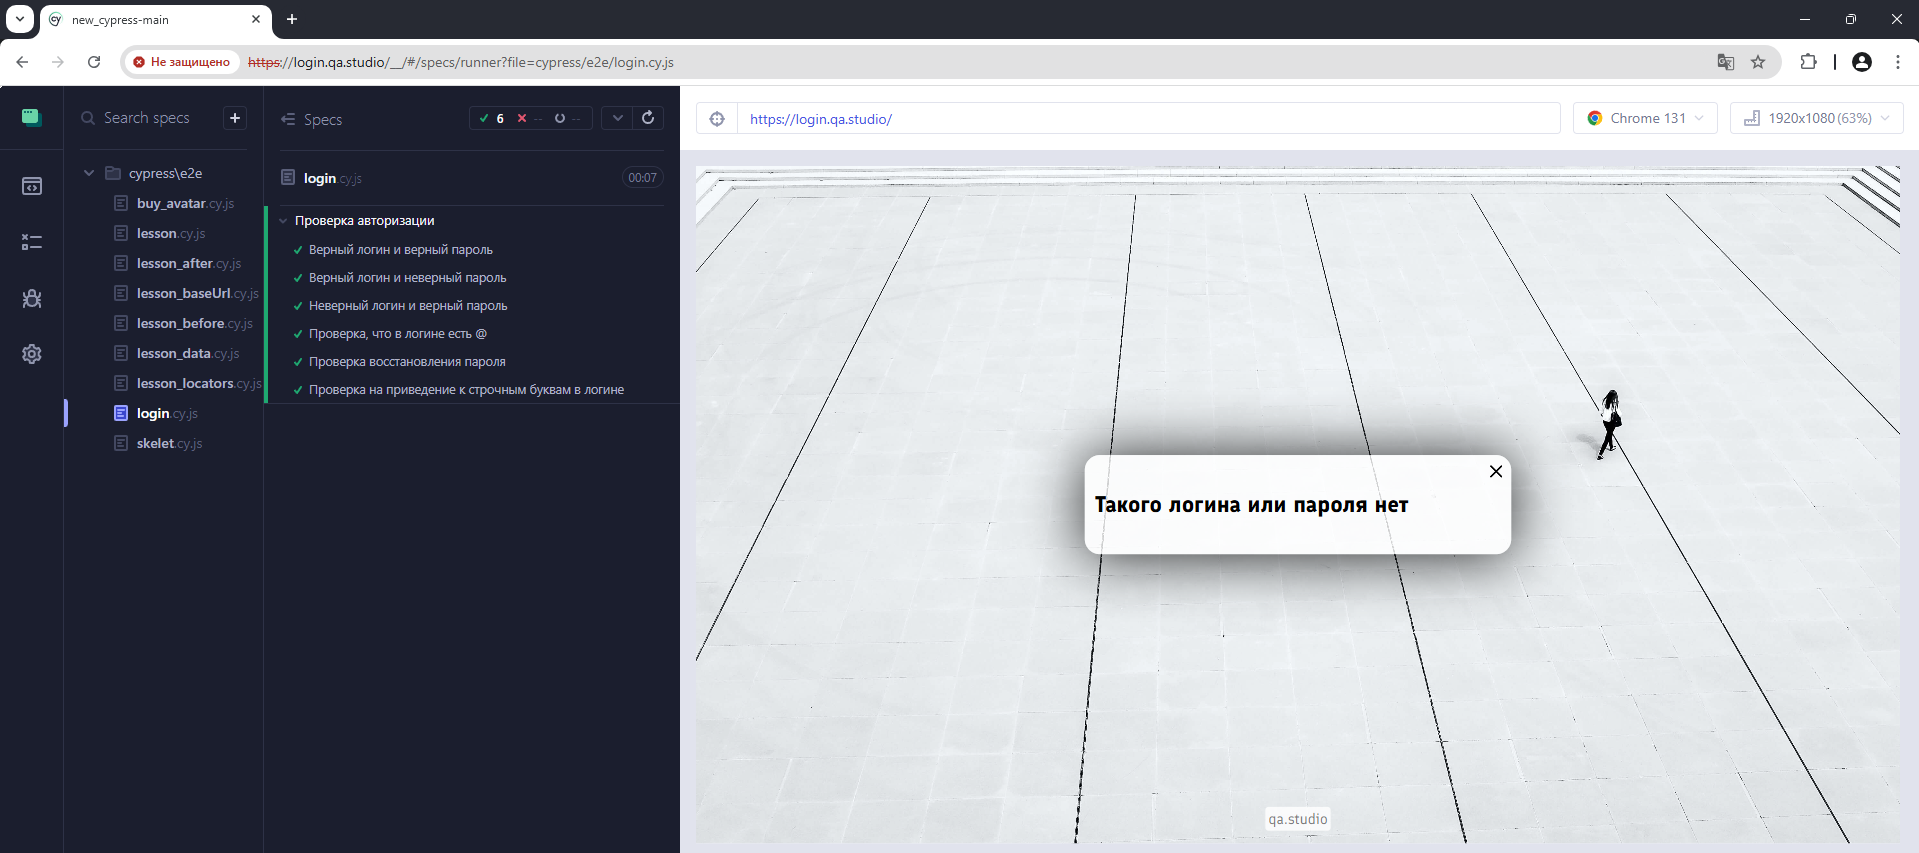 new_cypress-main
Не защищено
https://login.qa.studio/__/#/specs/runner?file=cypress/e2e/login.cy.js
Search specs
cypress\e2e
buy_avatar.cy.js
lesson.cy.js
lesson_after.cy.js
lesson_baseUrl.cy.js
lesson_before.cy.js
lesson_data.cy.js
lesson_locators.cy.js
login.cy.js
skelet.cy.js
Specs
6 -- --
login.cy.js 00:07
Проверка авторизации
Верный логин и верный пароль
Верный логин и неверный пароль
Неверный логин и верный пароль
Проверка, что в логине есть @
Проверка восстановления пароля
Проверка на приведение к строчным буквам в логине
https://login.qa.studio/
Chrome 131
1920x1080 (63%)
Такого логина или пароля нет
qa.studio